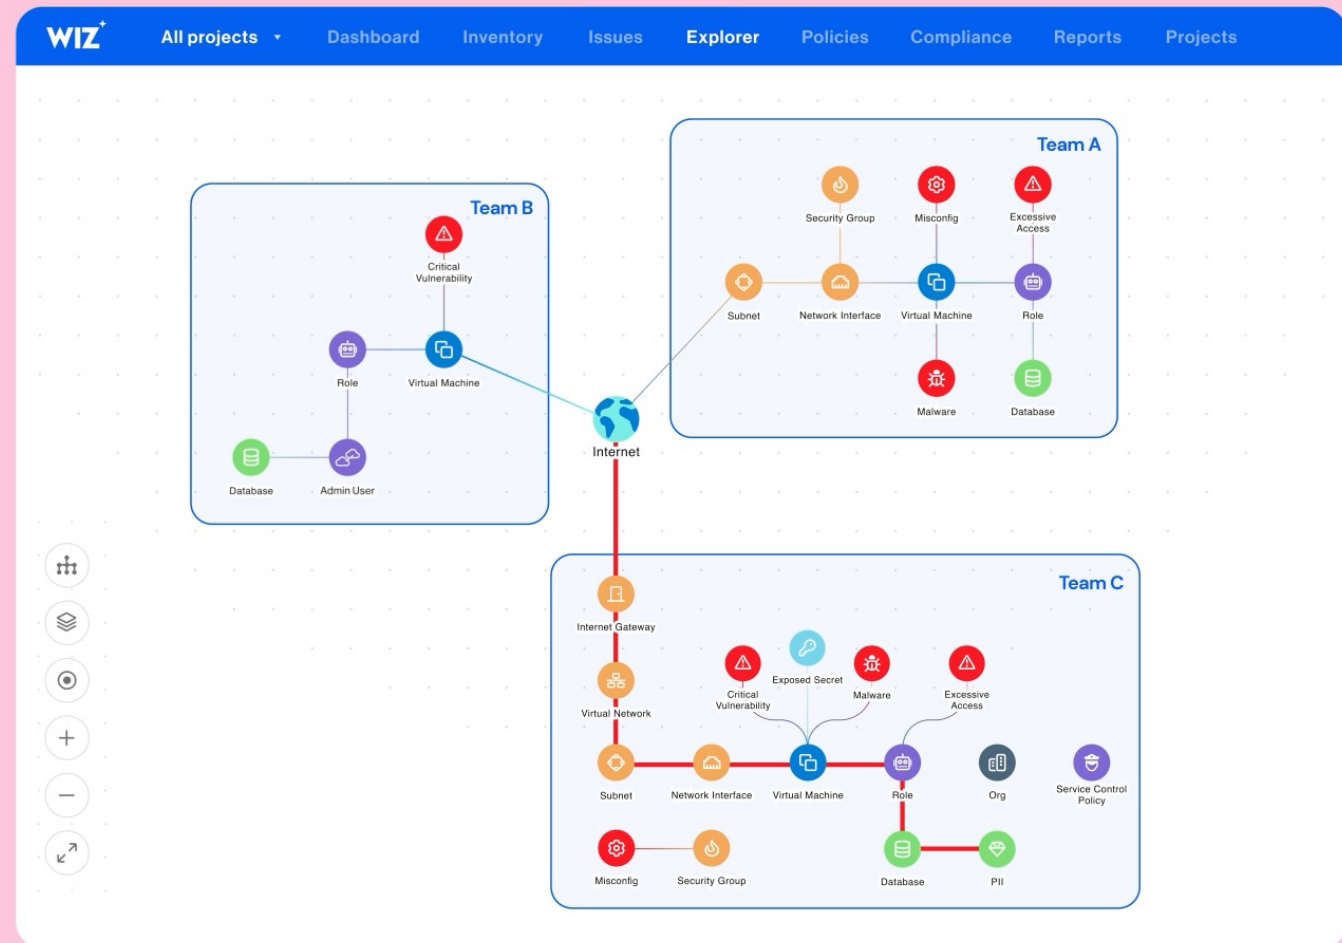 WIZ
All projects
Dashboard
Inventory
Issues
Explorer
Policies
Compliance
Reports
Projects
Team B
Critical
Vulnerability
Role
Virtual Machine
Database
Admin User
Team A
Security Group
Misconfig
Excessive
Access
Subnet
Network Interface
Virtual Machine
Role
Malware
Database
Internet
Team C
Internet Gateway
Virtual Network
Critical
Vulnerability
Exposed Secret
Malware
Excessive
Access
Subnet
Network Interface
Virtual Machine
Role
Org
Service Control
Policy
Misconfig
Security Group
Database
PII